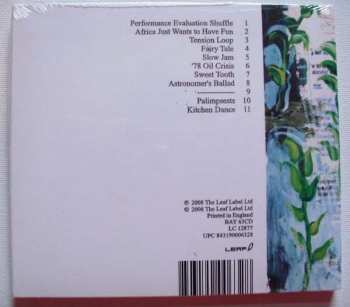 Performance Evaluation Shuffle 1
Africa Just Wants to Have Fun 2
Tension Loop 3
Fairy Tale 4
Slow Jam 5
'78 Oil Crisis 6
Sweet Tooth 7
Astronomer's Ballad 8
———— 9
Palimpsests 10
Kitchen Dance 11
℗ 2008 The Leaf Label Ltd
© 2008 The Leaf Label Ltd
Printed in England
BAY 63CD
LC 12877
UPC 843190006328
LEAF